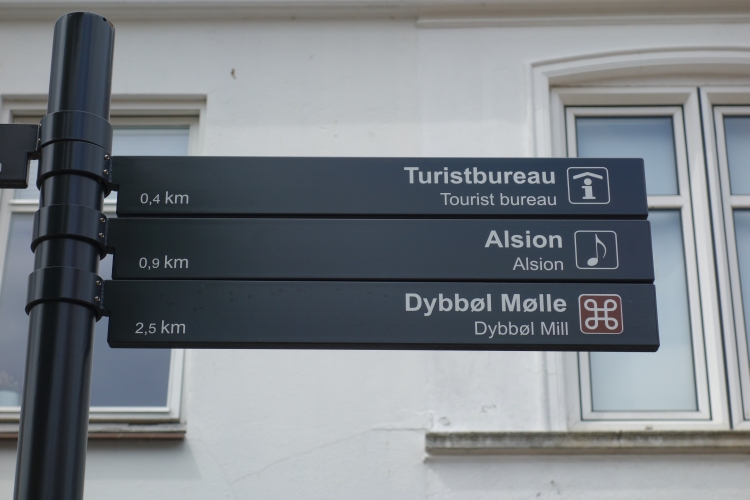 Turistbureau
Tourist bureau
0,4 km
Alsion
Alsion
0,9 km
Dybbøl Mølle
Dybbøl Mill
2,5 km